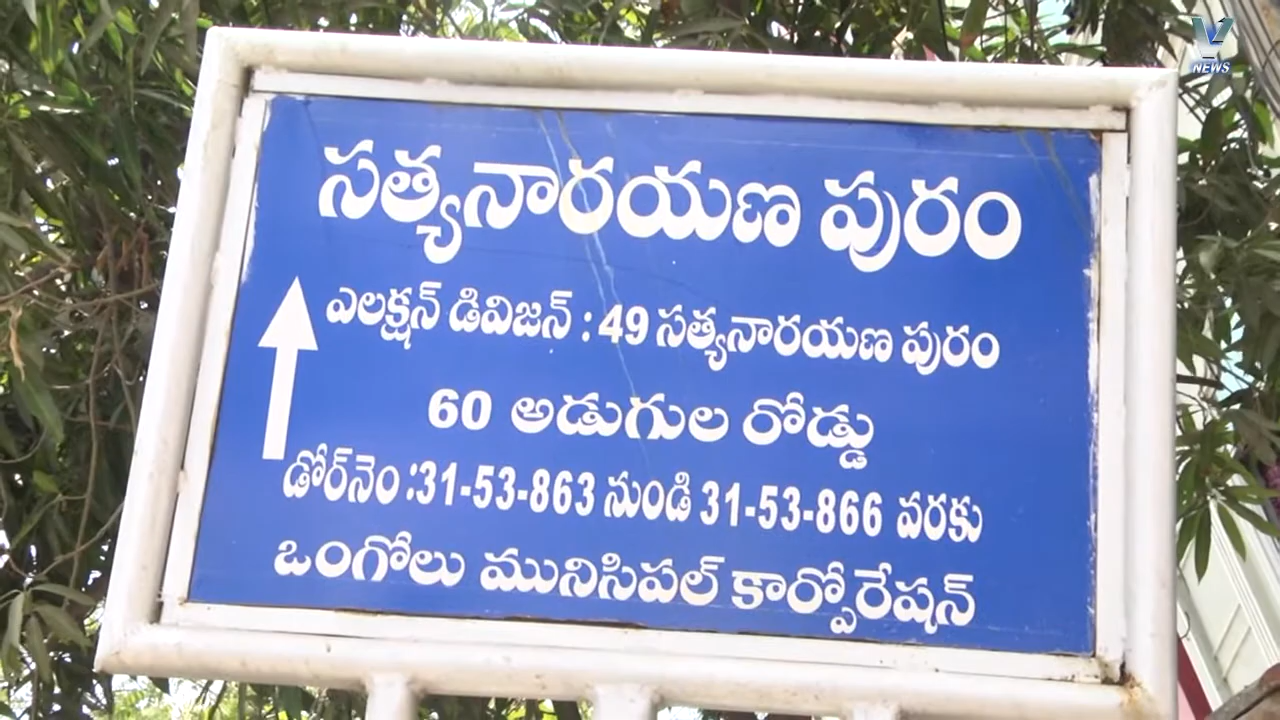 V NEWS
సత్యనారాయణ పురం
ఎలక్షన్ డివిజన్ : 49 సత్యనారాయణ పురం
60 అడుగుల రోడ్డు
డోర్‌నెం :31-53-863 నుండి 31-53-866 వరకు
ఒంగోలు మునిసిపల్ కార్పోరేషన్